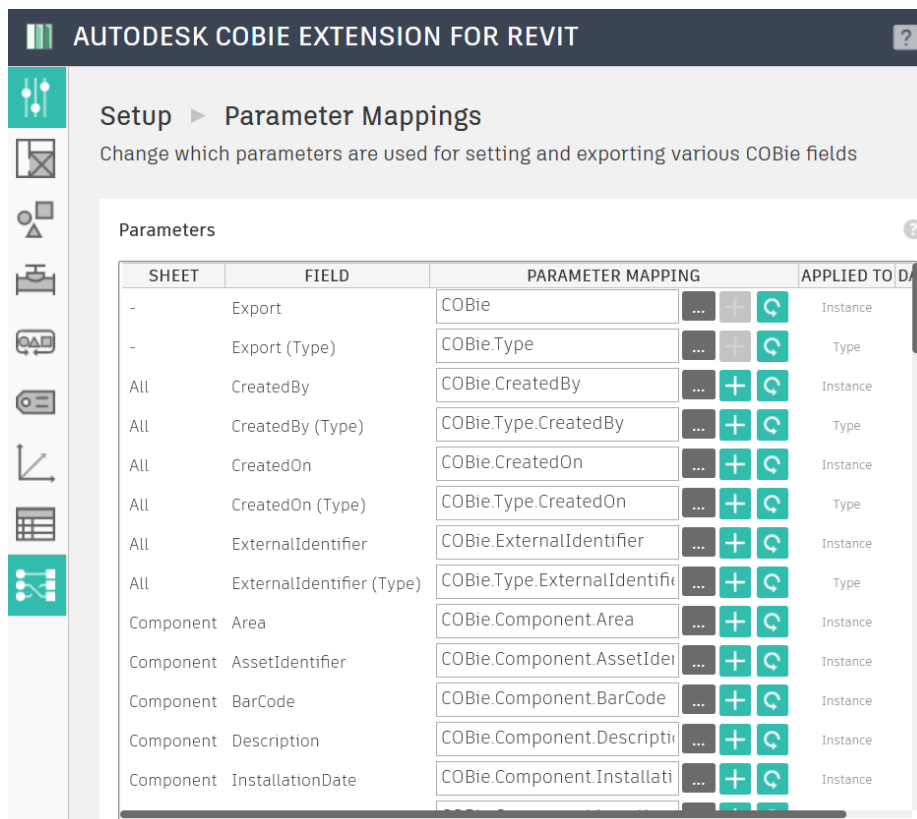 AUTODESK COBIE EXTENSION FOR REVIT ?
Setup ▶ Parameter Mappings
Change which parameters are used for setting and exporting various COBie fields
Parameters ?
SHEET FIELD PARAMETER MAPPING APPLIED TO DA
- Export COBie ... + Instance
- Export (Type) COBie.Type ... + Type
All CreatedBy COBie.CreatedBy ... + Instance
All CreatedBy (Type) COBie.Type.CreatedBy ... + Type
All CreatedOn COBie.CreatedOn ... + Instance
All CreatedOn (Type) COBie.Type.CreatedOn ... + Type
All ExternalIdentifier COBie.ExternalIdentifier ... + Instance
All ExternalIdentifier (Type) COBie.Type.ExternalIdentifie ... + Type
Component Area COBie.Component.Area ... + Instance
Component AssetIdentifier COBie.Component.AssetIder ... + Instance
Component BarCode COBie.Component.BarCode ... + Instance
Component Description COBie.Component.Descripti ... + Instance
Component InstallationDate COBie.Component.Installati ... + Instance